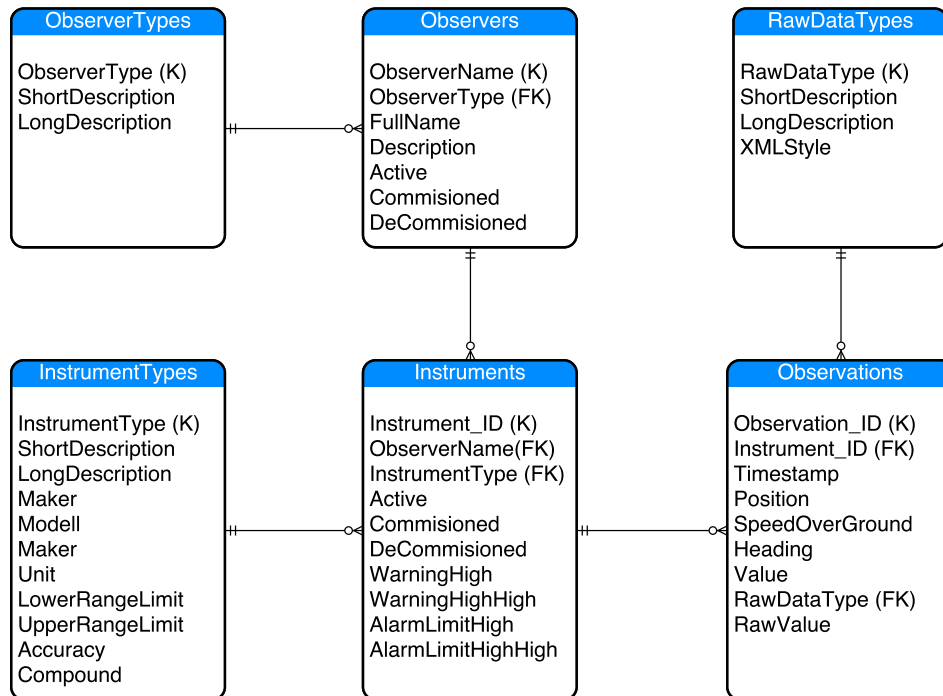 ObserverTypes
ObserverType (K)
ShortDescription
LongDescription
Observers
ObserverName (K)
ObserverType (FK)
FullName
Description
Active
Commisioned
DeCommisioned
RawDataTypes
RawDataType (K)
ShortDescription
LongDescription
XMLStyle
InstrumentTypes
InstrumentType (K)
ShortDescription
LongDescription
Maker
Modell
Maker
Unit
LowerRangeLimit
UpperRangeLimit
Accuracy
Compound
Instruments
Instrument_ID (K)
ObserverName(FK)
InstrumentType (FK)
Active
Commisioned
DeCommisioned
WarningHigh
WarningHighHigh
AlarmLimitHigh
AlarmLimitHighHigh
Observations
Observation_ID (K)
Instrument_ID (FK)
Timestamp
Position
SpeedOverGround
Heading
Value
RawDataType (FK)
RawValue